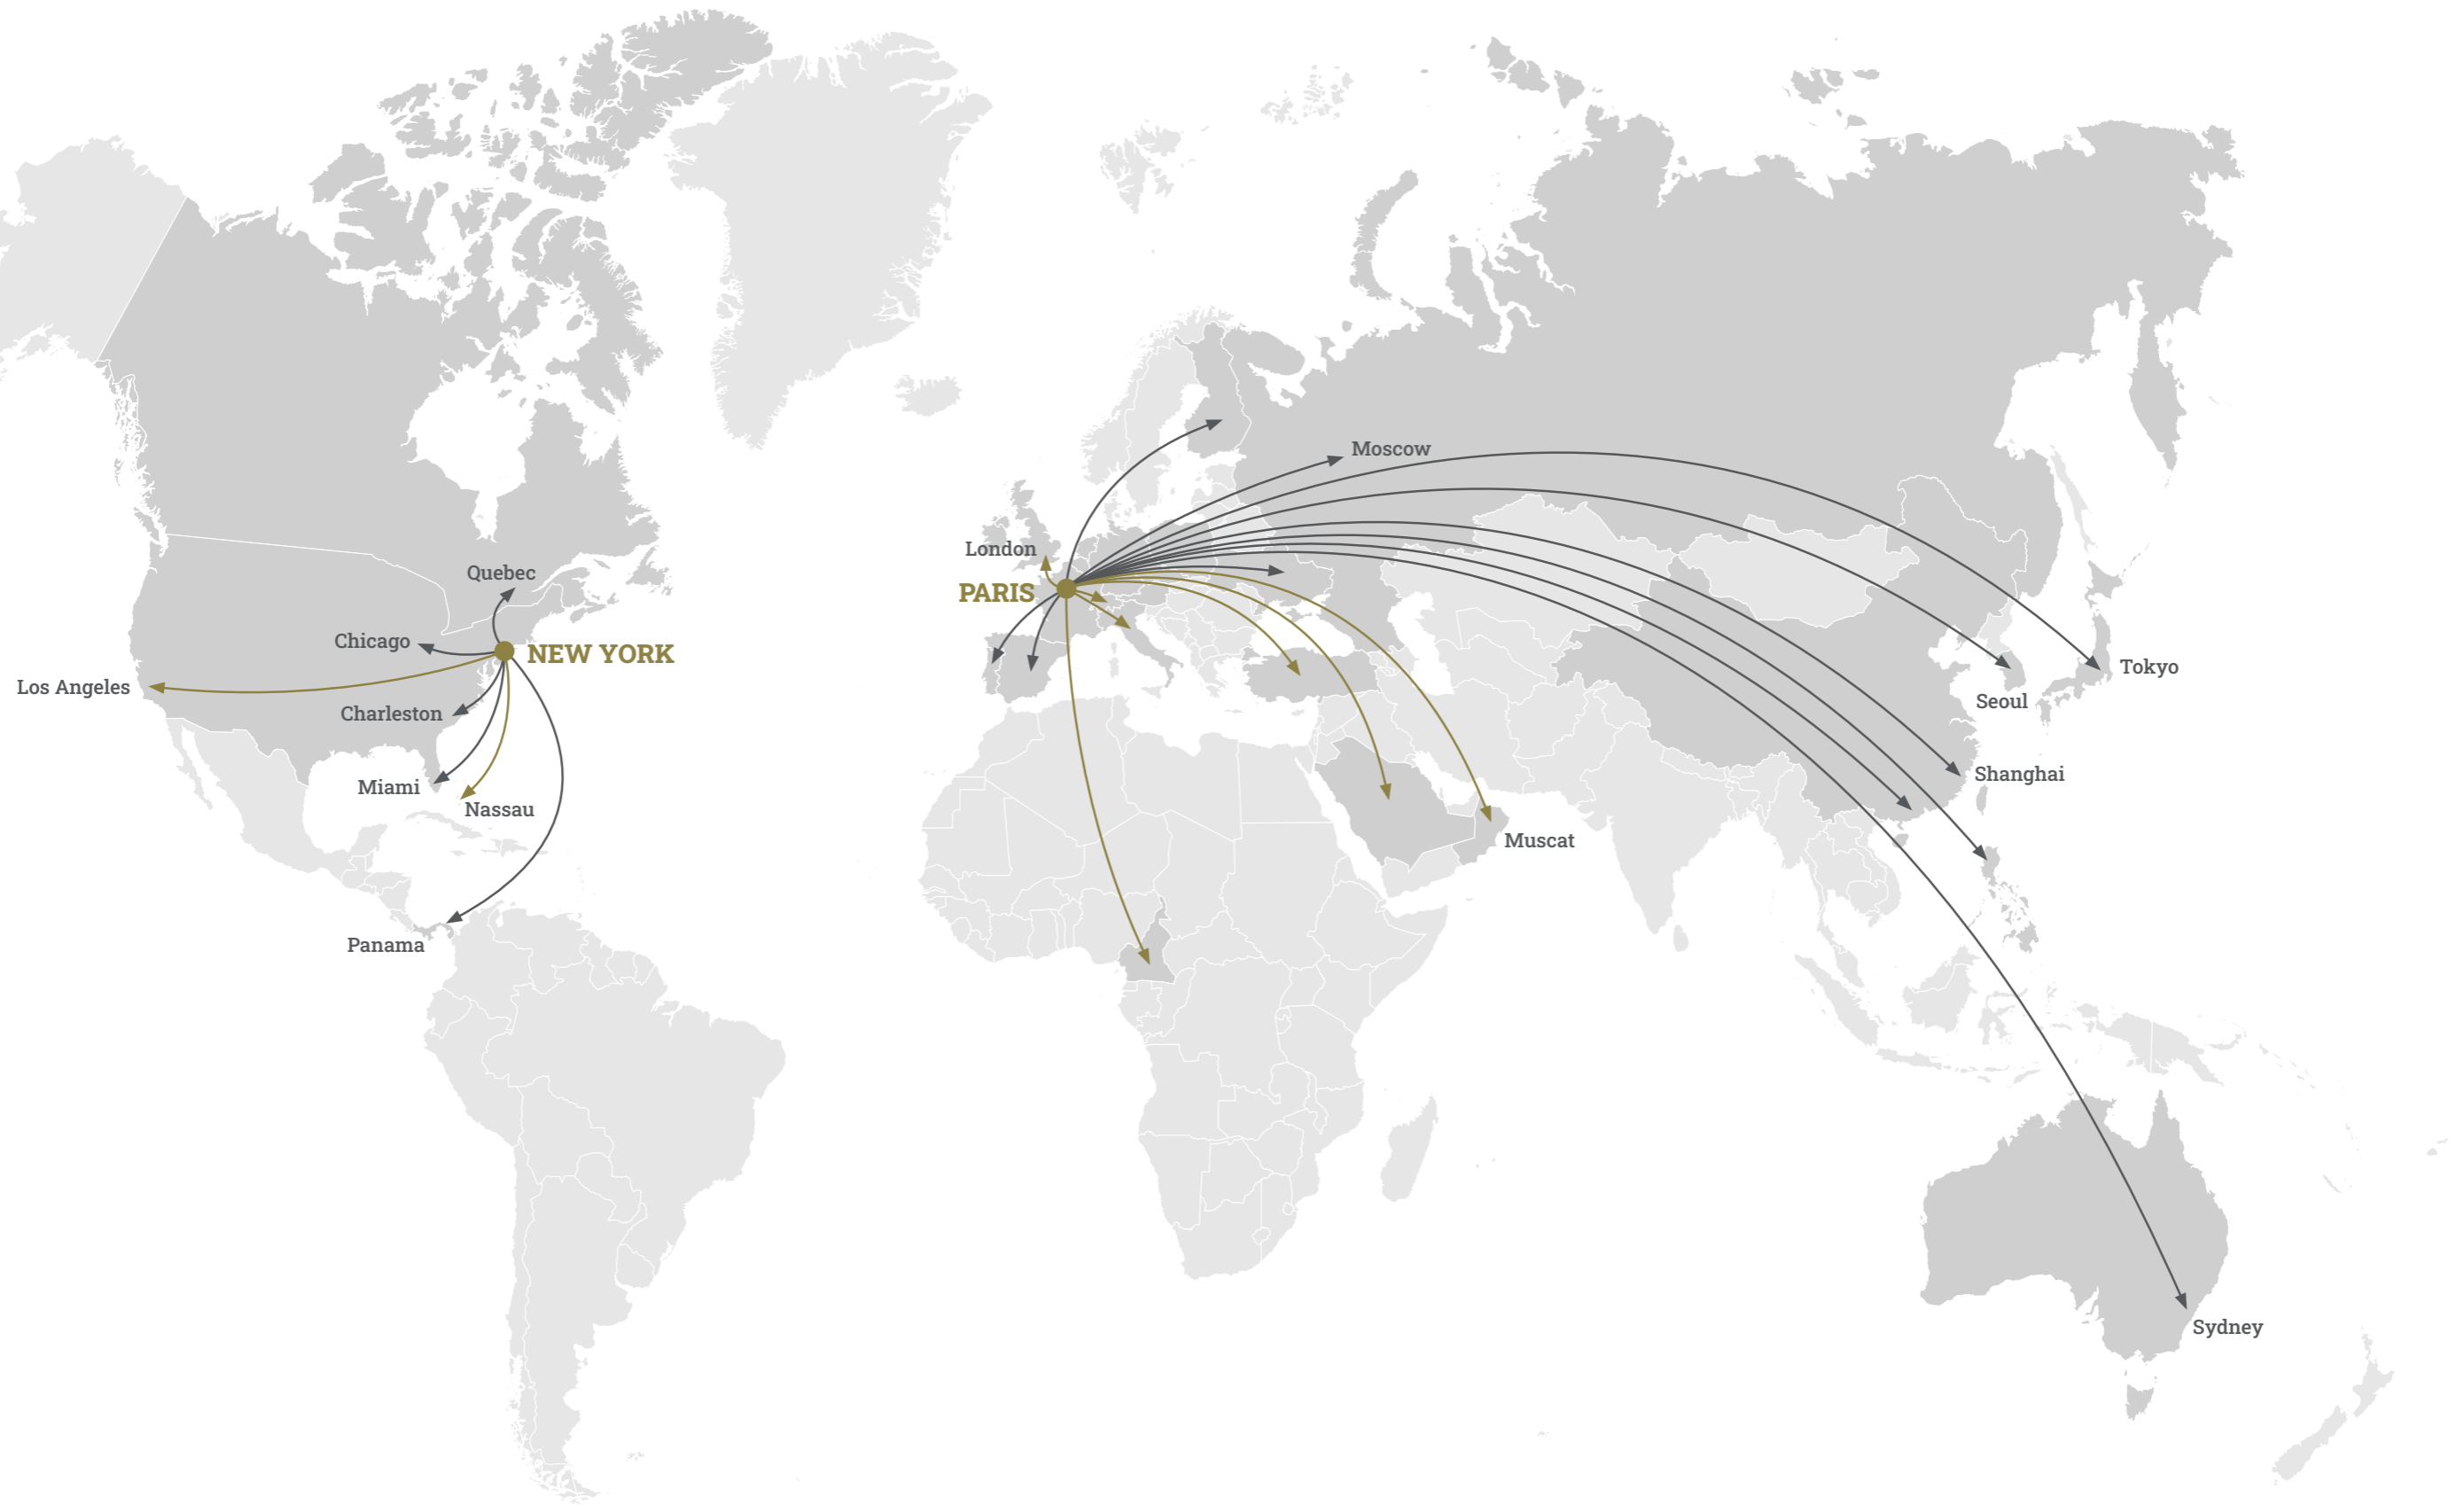 Moscow
London
Quebec
PARIS
Chicago
NEW YORK
Tokyo
Los Angeles
Seoul
Charleston
Shanghai
Miami
Nassau
Muscat
Panama
Sydney